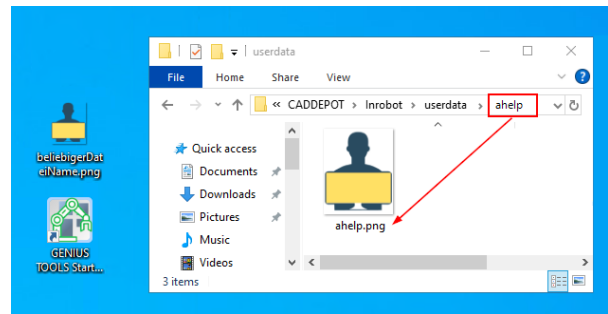 userdata
File Home Share View
« CADDEPOT › Inrobot › userdata › ahelp
Quick access
Documents
Downloads
Pictures
Music
Videos
ahelp.png
3 items
beliebigerDat
eiName.png
GENIUS
TOOLS Start...